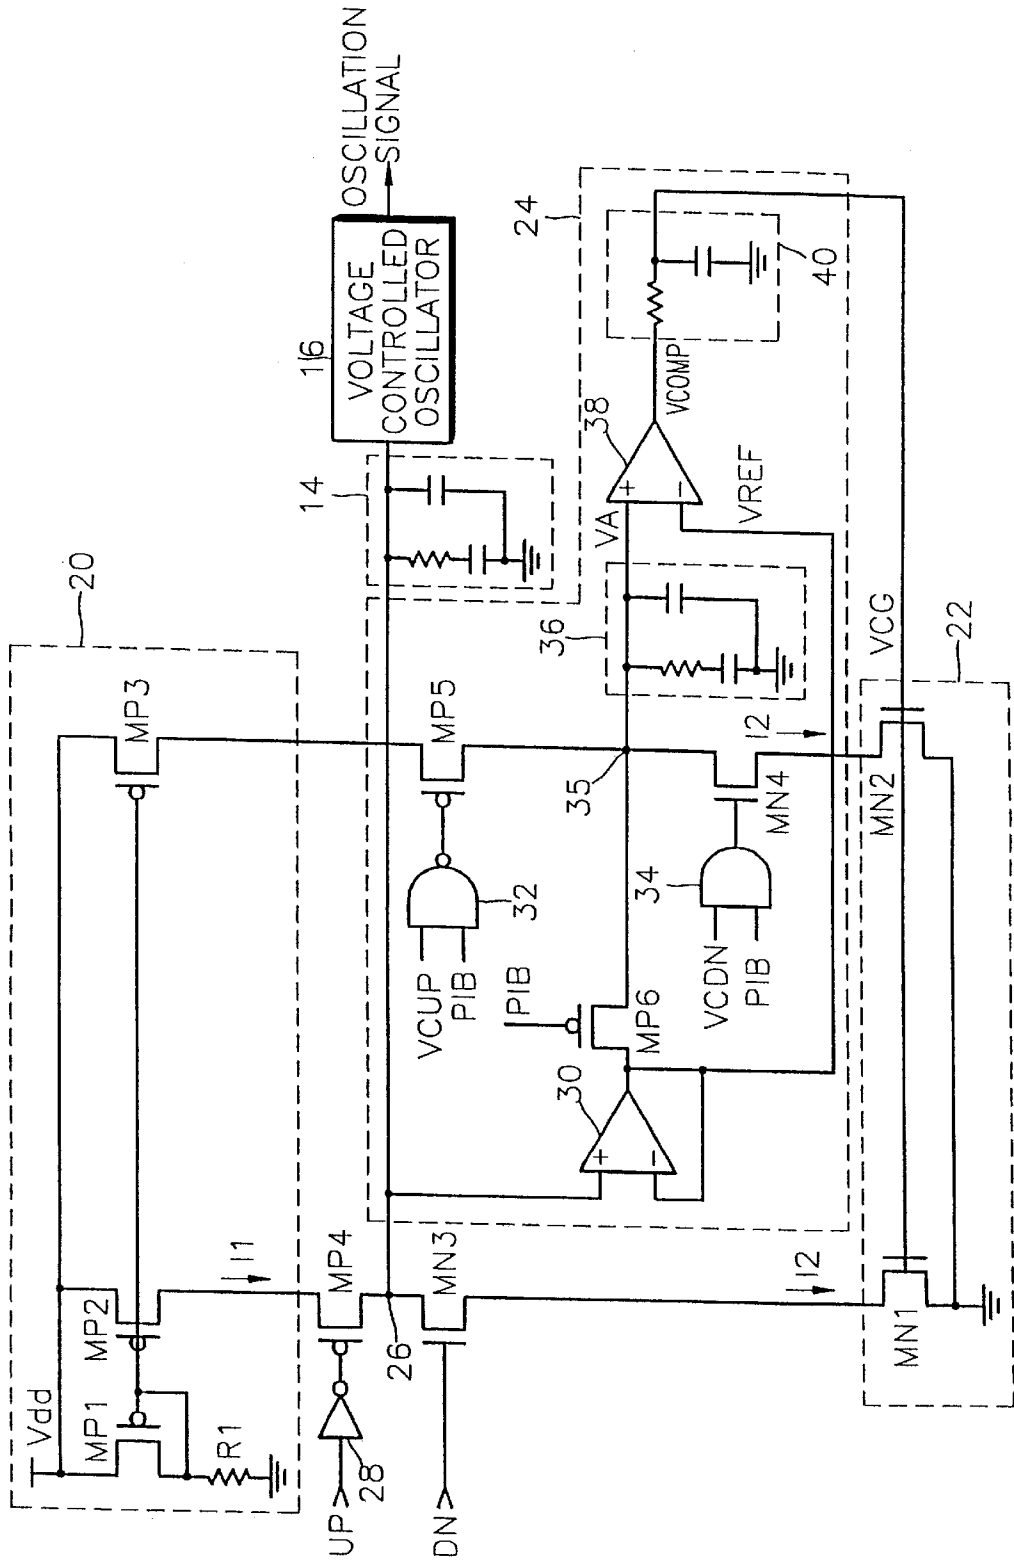 20
Vdd
MP1
MP2
MP3
R1
I1
UP
28
MP4
DN
26
MN3
I2
14
16
VOLTAGE
CONTROLLED
OSCILLATOR
OSCILLATION
SIGNAL
24
VCUP
PIB
32
MP5
PIB
30
+
−
MP6
35
36
VA
38
+
−
VREF
VCOMP
40
VCDN
PIB
34
MN4
I2
VCG
22
MN1
MN2